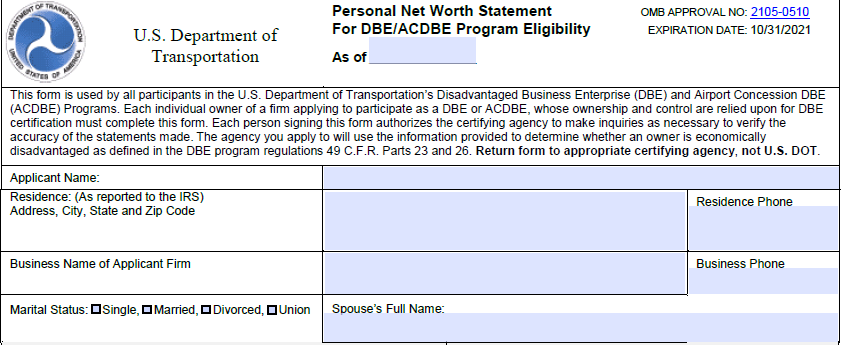 DEPARTMENT OF TRANSPORTATION
UNITED STATES OF AMERICA
U.S. Department of
Transportation
Personal Net Worth Statement
For DBE/ACDBE Program Eligibility
As of
OMB APPROVAL NO: 2105-0510
EXPIRATION DATE: 10/31/2021
This form is used by all participants in the U.S. Department of Transportation's Disadvantaged Business Enterprise (DBE) and Airport Concession DBE
(ACDBE) Programs. Each individual owner of a firm applying to participate as a DBE or ACDBE, whose ownership and control are relied upon for DBE
certification must complete this form. Each person signing this form authorizes the certifying agency to make inquiries as necessary to verify the
accuracy of the statements made. The agency you apply to will use the information provided to determine whether an owner is economically
disadvantaged as defined in the DBE program regulations 49 C.F.R. Parts 23 and 26. Return form to appropriate certifying agency, not U.S. DOT.
Applicant Name:
Residence: (As reported to the IRS)
Address, City, State and Zip Code
Residence Phone
Business Name of Applicant Firm
Business Phone
Marital Status: Single, Married, Divorced, Union
Spouse's Full Name: